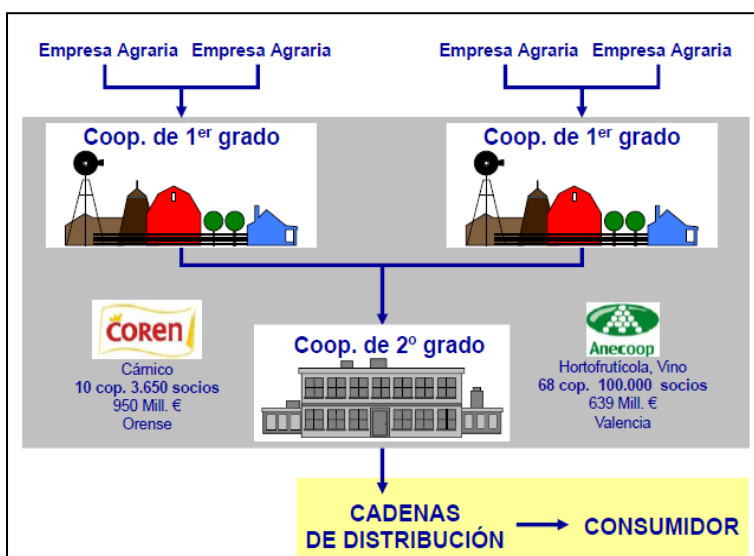 Empresa Agraria Empresa Agraria
Empresa Agraria Empresa Agraria
Coop. de 1er grado
Coop. de 1er grado
COREN
Cárnico
10 cop. 3.650 socios
950 Mill. €
Orense
Coop. de 2º grado
Anecoop
Hortofrutícola, Vino
68 cop. 100.000 socios
639 Mill. €
Valencia
CADENAS
DE DISTRIBUCIÓN
CONSUMIDOR